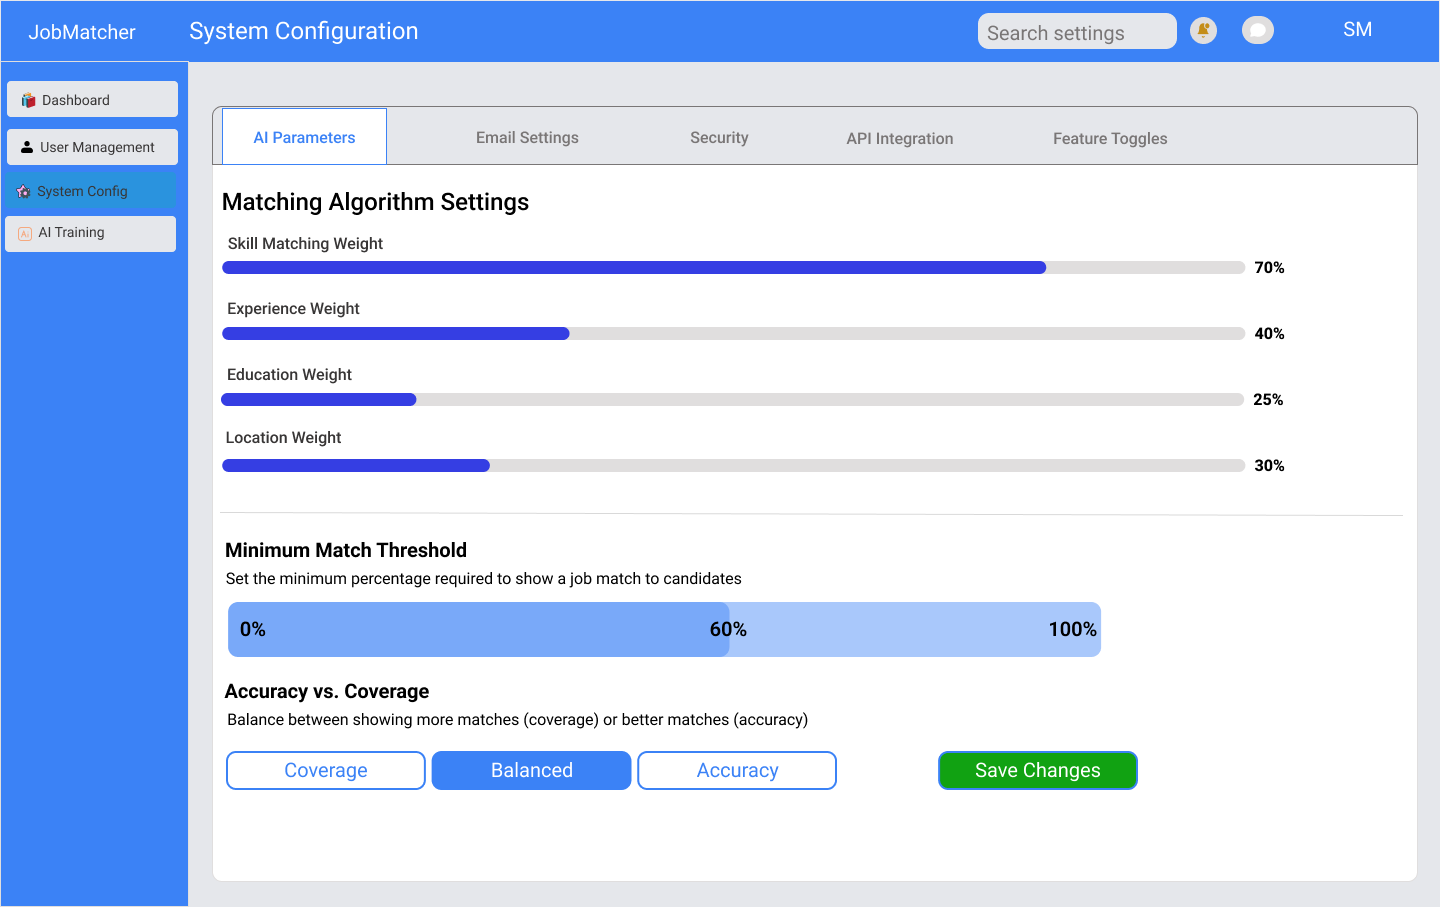 JobMatcher
System Configuration
Search settings
SM
Dashboard
User Management
System Config
Ai
AI Training
AI Parameters
Email Settings
Security
API Integration
Feature Toggles
Matching Algorithm Settings
Skill Matching Weight
70%
Experience Weight
40%
Education Weight
25%
Location Weight
30%
Minimum Match Threshold
Set the minimum percentage required to show a job match to candidates
0%
60%
100%
Accuracy vs. Coverage
Balance between showing more matches (coverage) or better matches (accuracy)
Coverage
Balanced
Accuracy
Save Changes